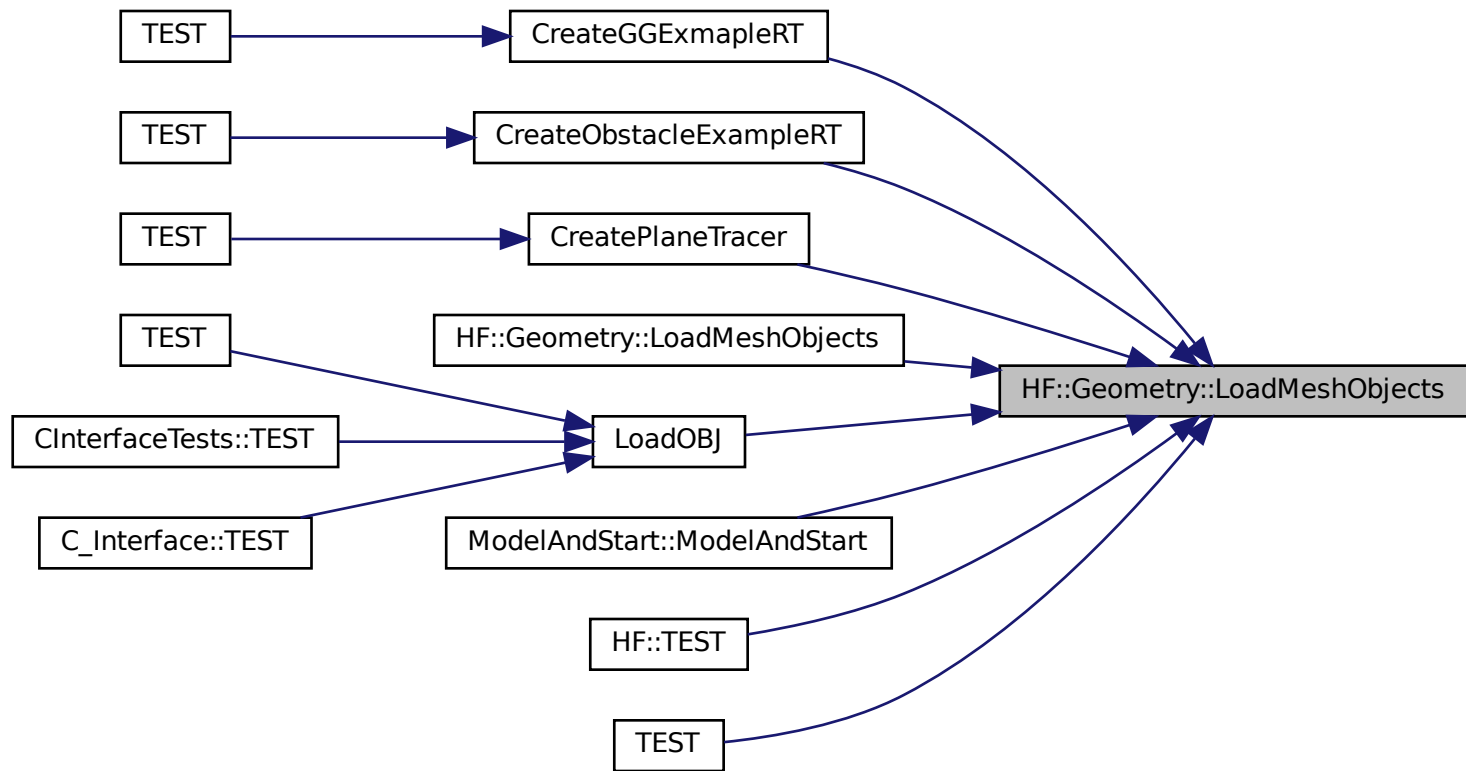 TEST
CreateGGExmapleRT
TEST
CreateObstacleExampleRT
TEST
CreatePlaneTracer
TEST
HF::Geometry::LoadMeshObjects
HF::Geometry::LoadMeshObjects
CInterfaceTests::TEST
LoadOBJ
C_Interface::TEST
ModelAndStart::ModelAndStart
HF::TEST
TEST